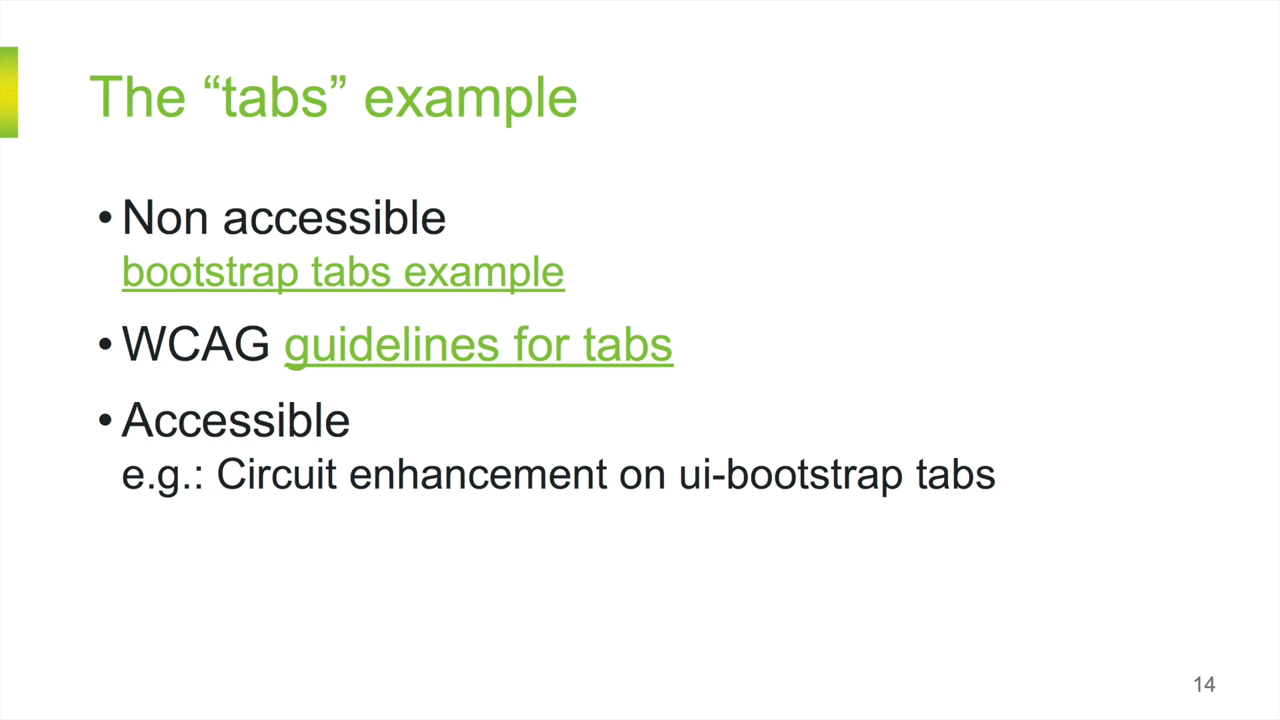 The “tabs” example
• Non accessible
bootstrap tabs example
• WCAG guidelines for tabs
• Accessible
e.g.: Circuit enhancement on ui-bootstrap tabs
14